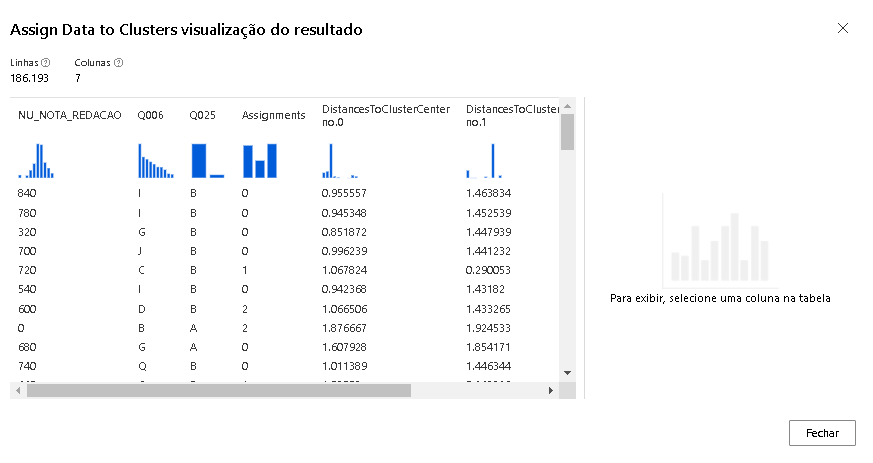 Assign Data to Clusters visualização do resultado
Linhas Colunas
186.193 7
NU_NOTA_REDACAO Q006 Q025 Assignments DistancesToClusterCenter no.0 DistancesToCluster no.1
840 I B 0 0.955557 1.463834
780 I B 0 0.945348 1.452539
320 G B 0 0.851872 1.447939
700 J B 0 0.996239 1.441232
720 C B 1 1.067824 0.290053
540 I B 0 0.942368 1.43182
600 D B 2 1.066506 1.433265
0 B A 2 1.876667 1.924533
680 G A 0 1.607928 1.854171
740 Q B 0 1.011389 1.446344
Para exibir, selecione uma coluna na tabela
Fechar